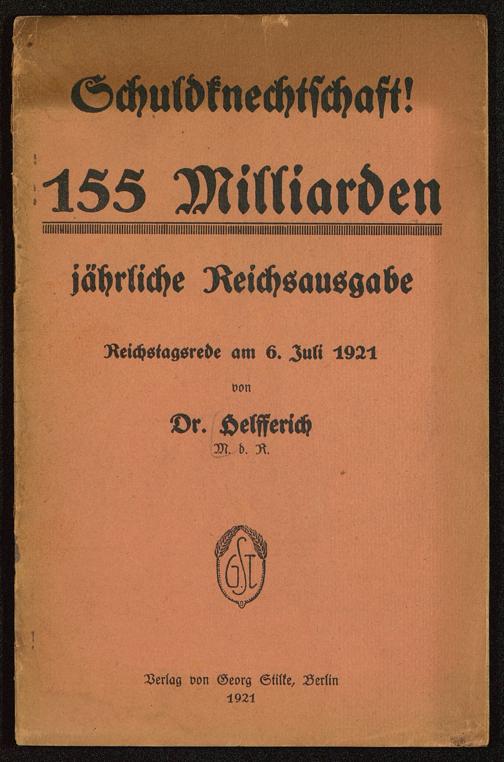 Schuldknechtschaft!
155 Milliarden
jährliche Reichsausgabe
Reichstagsrede am 6. Juli 1921
von
Dr. Helfferich
M. d. R.
GSt
Verlag von Georg Stilke, Berlin
1921